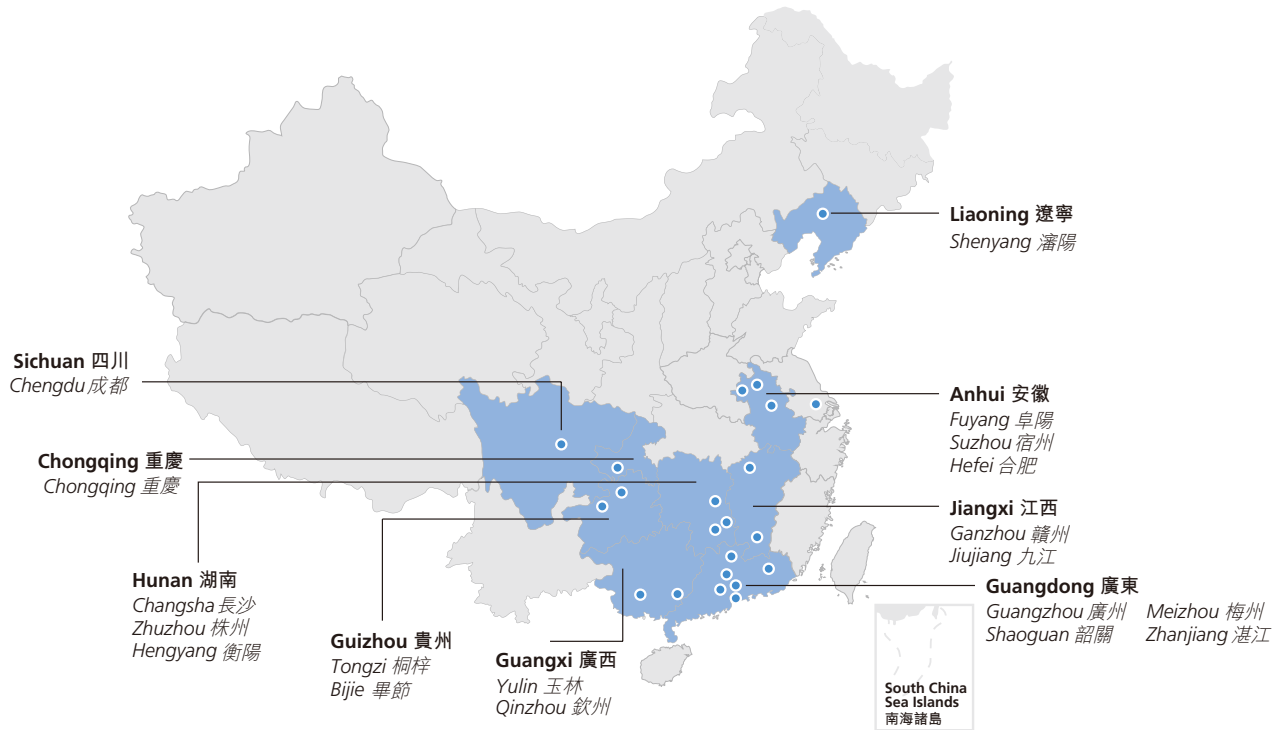 Liaoning 遼寧
Shenyang 瀋陽
Sichuan 四川
Chengdu 成都
Anhui 安徽
Fuyang 阜陽
Suzhou 宿州
Hefei 合肥
Chongqing 重慶
Chongqing 重慶
Jiangxi 江西
Ganzhou 贛州
Jiujiang 九江
Hunan 湖南
Changsha 長沙
Zhuzhou 株州
Hengyang 衡陽
Guangdong 廣東
Guangzhou 廣州 Meizhou 梅州
Shaoguan 韶關 Zhanjiang 湛江
Guizhou 貴州
Tongzi 桐梓
Bijie 畢節
Guangxi 廣西
Yulin 玉林
Qinzhou 欽州
South China
Sea Islands
南海諸島